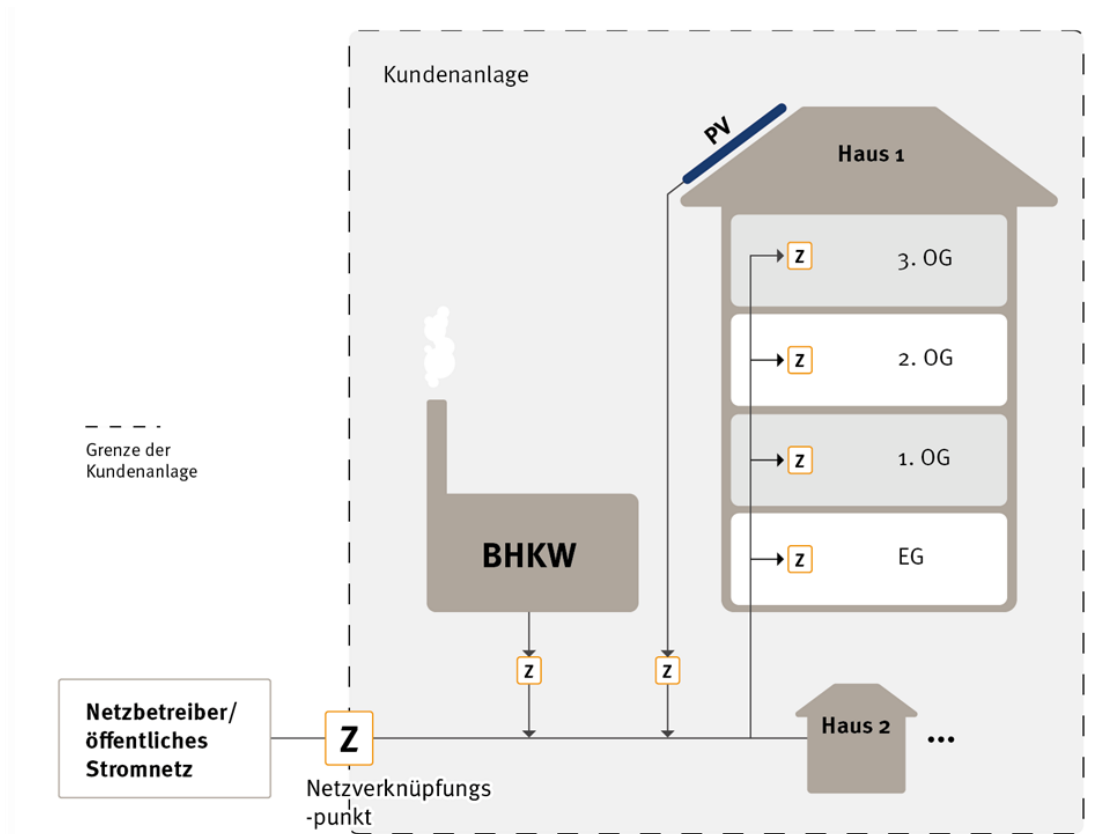 Kundenanlage
PV
Haus 1
Z
3. OG
Z
2. OG
Z
1. OG
Z
EG
Grenze der
Kundenanlage
BHKW
Z
Z
Netzbetreiber/
öffentliches
Stromnetz
Z
Netzverknüpfungs
-punkt
Haus 2
...